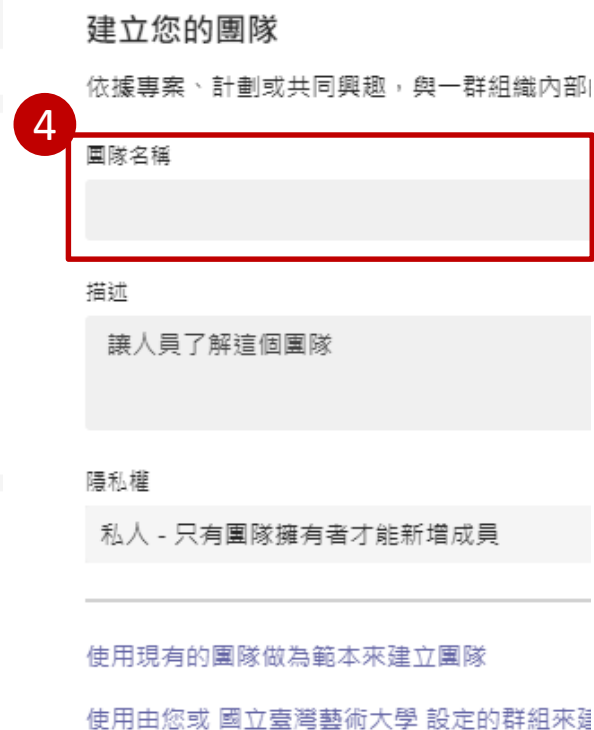 建立您的團隊
依據專案、計劃或共同興趣，與一群組織內部
4
團隊名稱
描述
讓人員了解這個團隊
隱私權
私人 - 只有團隊擁有者才能新增成員
使用現有的團隊做為範本來建立團隊
使用由您或 國立臺灣藝術大學 設定的群組來建